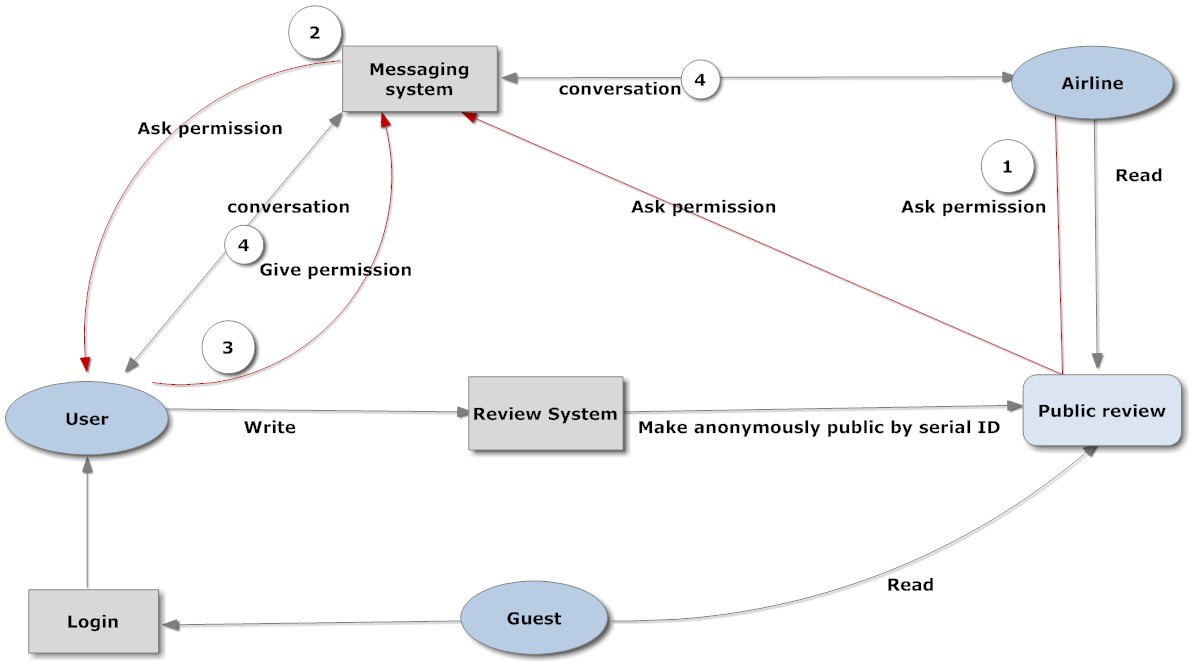 2
Messaging
system
conversation
4
Airline
Ask permission
1
Read
conversation
Ask permission
Ask permission
4
Give permission
3
User
Write
Review System
Make anonymously public by serial ID
Public review
Read
Login
Guest